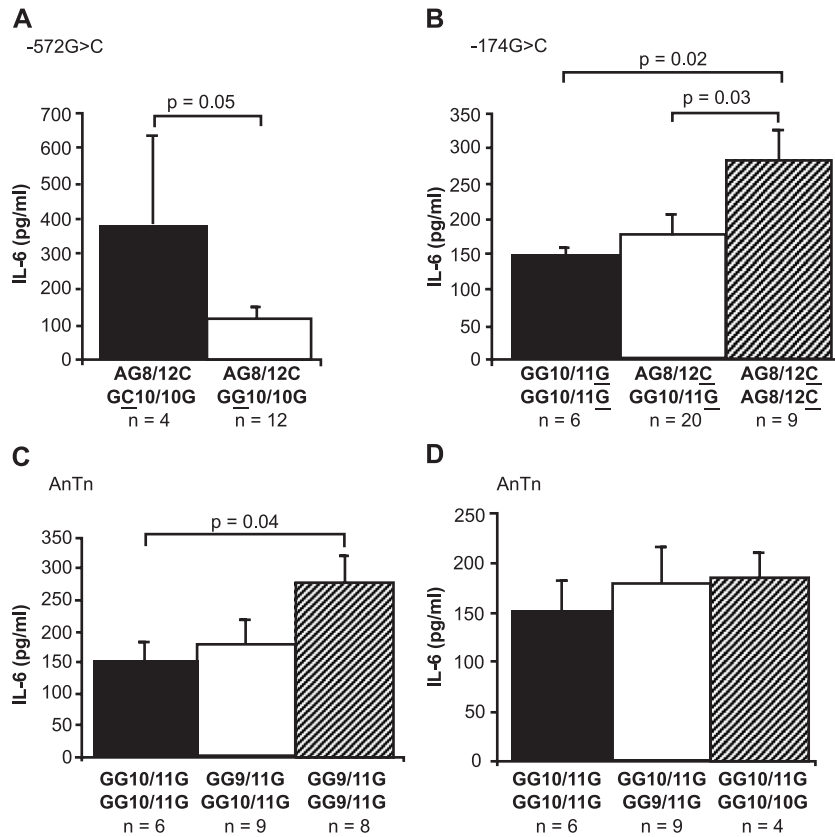 A
-572G>C
p = 0.05
IL-6 (pg/ml)
700
600
500
400
300
200
100
0
AG8/12C AG8/12C
GC10/10G GG10/10G
n = 4 n = 12
B
-174G>C
p = 0.02
p = 0.03
IL-6 (pg/ml)
350
300
250
200
150
100
50
0
GG10/11G AG8/12C AG8/12C
GG10/11G GG10/11G AG8/12C
n = 6 n = 20 n = 9
C
AnTn
p = 0.04
IL-6 (pg/ml)
350
300
250
200
150
100
50
0
GG10/11G GG9/11G GG9/11G
GG10/11G GG10/11G GG9/11G
n = 6 n = 9 n = 8
D
IL-6 (pg/ml)
250
200
150
100
50
0
GG10/11G GG10/11G GG10/11G
GG10/11G GG9/11G GG10/10G
n = 6 n = 9 n = 4